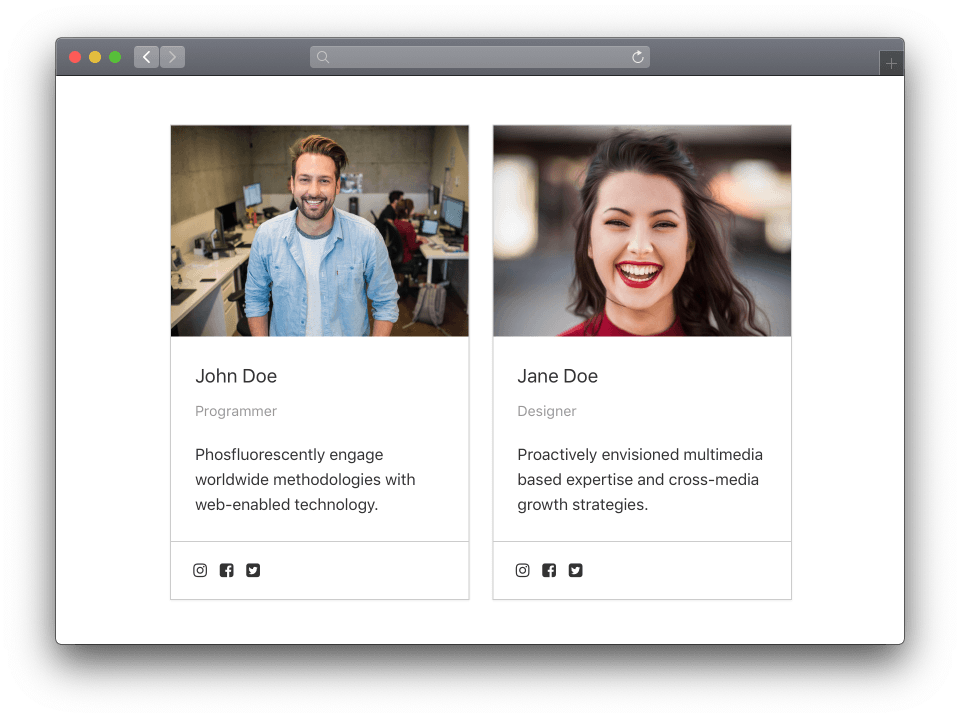 John Doe
Programmer
Phosfluorescently engage
worldwide methodologies with
web-enabled technology.
Jane Doe
Designer
Proactively envisioned multimedia
based expertise and cross-media
growth strategies.